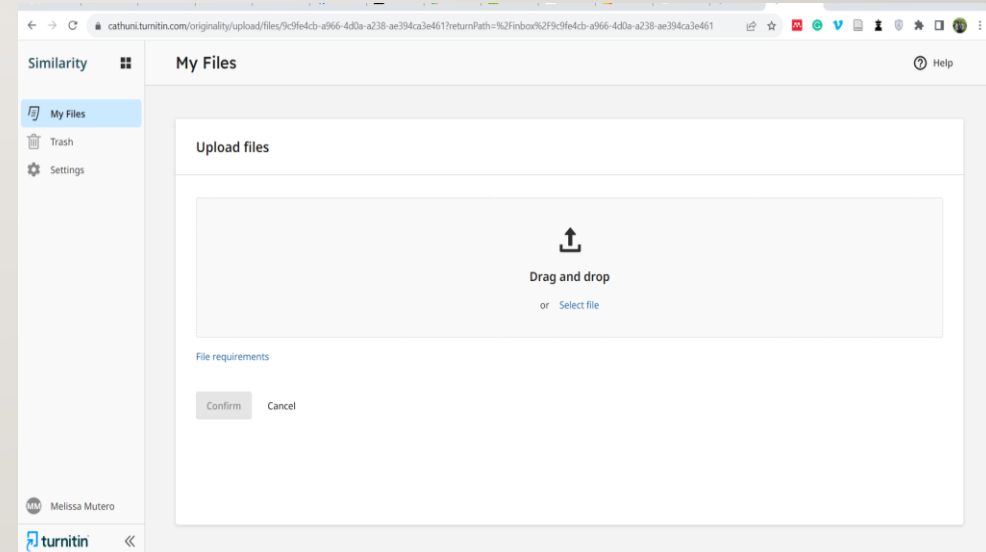 cathuni.turnitin.com/originality/upload/files/9c9fe4cb-a966-4d0a-a238-ae394ca3e461?returnPath=%2Finbox%2F9c9fe4cb-a966-4d0a-a238-ae394ca3e461
Similarity
My Files
Help
My Files
Trash
Settings
Upload files
Drag and drop
or Select file
File requirements
Confirm Cancel
MM Melissa Mutero
turnitin